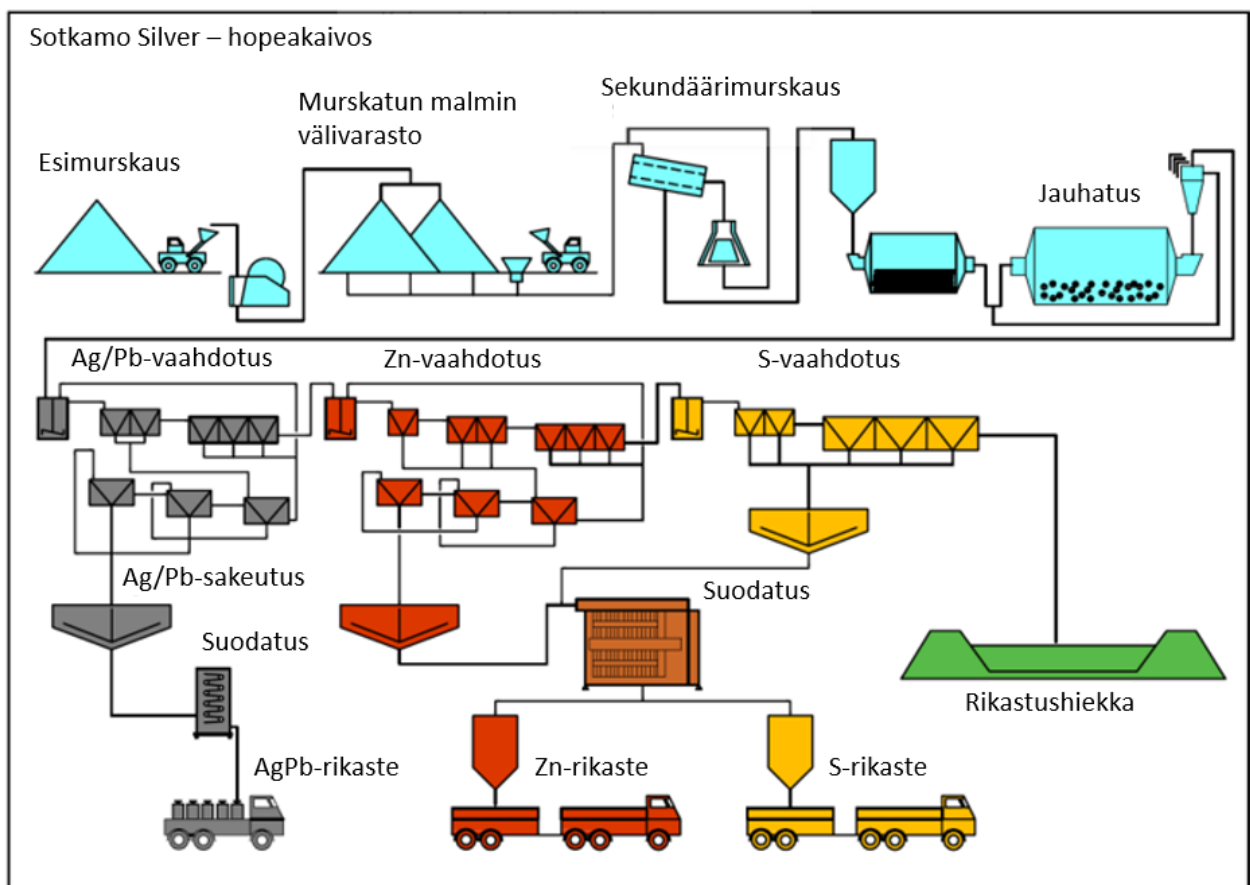 Sotkamo Silver – hopeakaivos
Esimurskaus
Murskatun malmin
välivarasto
Sekundäärimurskaus
Jauhatus
Ag/Pb-vaahdotus
Zn-vaahdotus
S-vaahdotus
Ag/Pb-sakeutus
Suodatus
Suodatus
Rikastushiekka
AgPb-rikaste
Zn-rikaste
S-rikaste